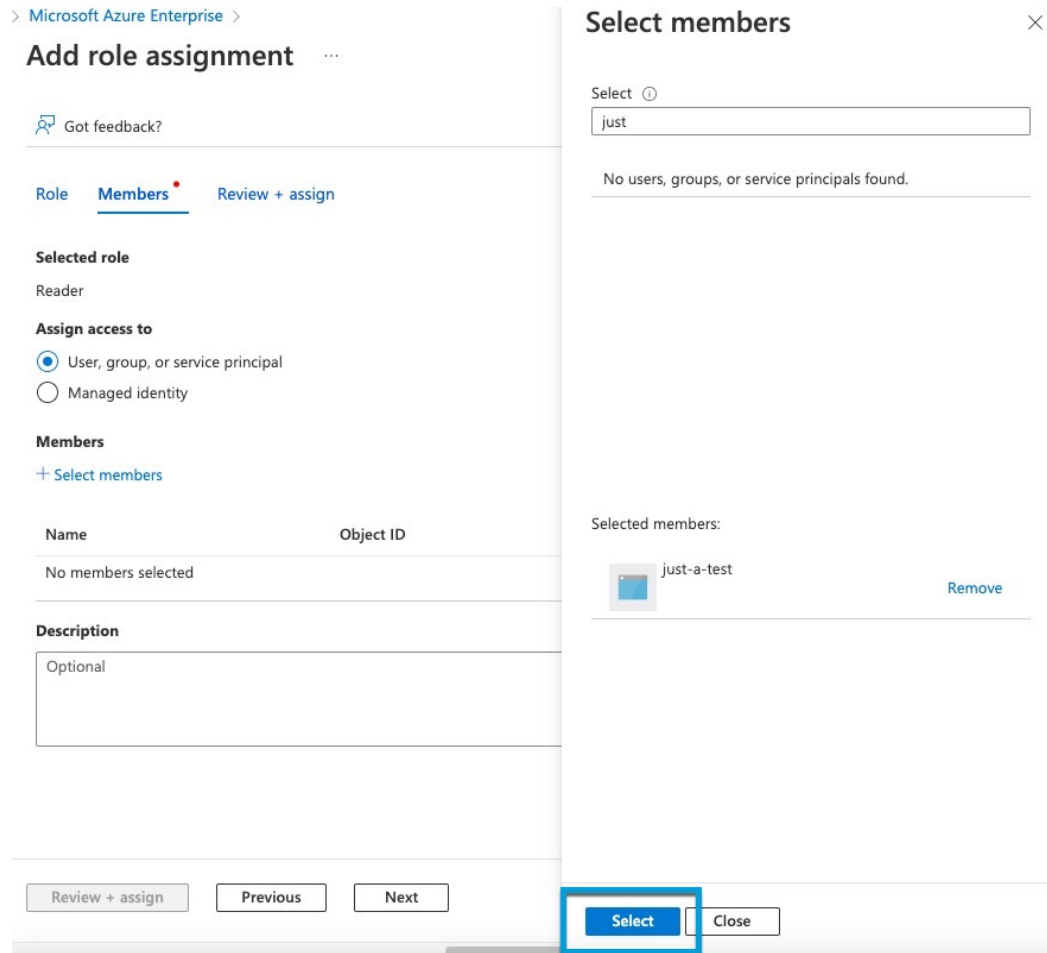 > Microsoft Azure Enterprise >
Add role assignment ...
Got feedback?
Role Members Review + assign
Selected role
Reader
Assign access to
User, group, or service principal
Managed identity
Members
+ Select members
Name Object ID
No members selected
Description
Optional
Review + assign Previous Next
Select members
Select
just
No users, groups, or service principals found.
Selected members:
just-a-test
Remove
Select Close